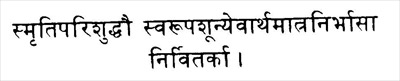 स्मृतिपरिशुद्धौ स्वरूपशून्येवार्थमात्रनिर्भासा
निर्वितर्का।